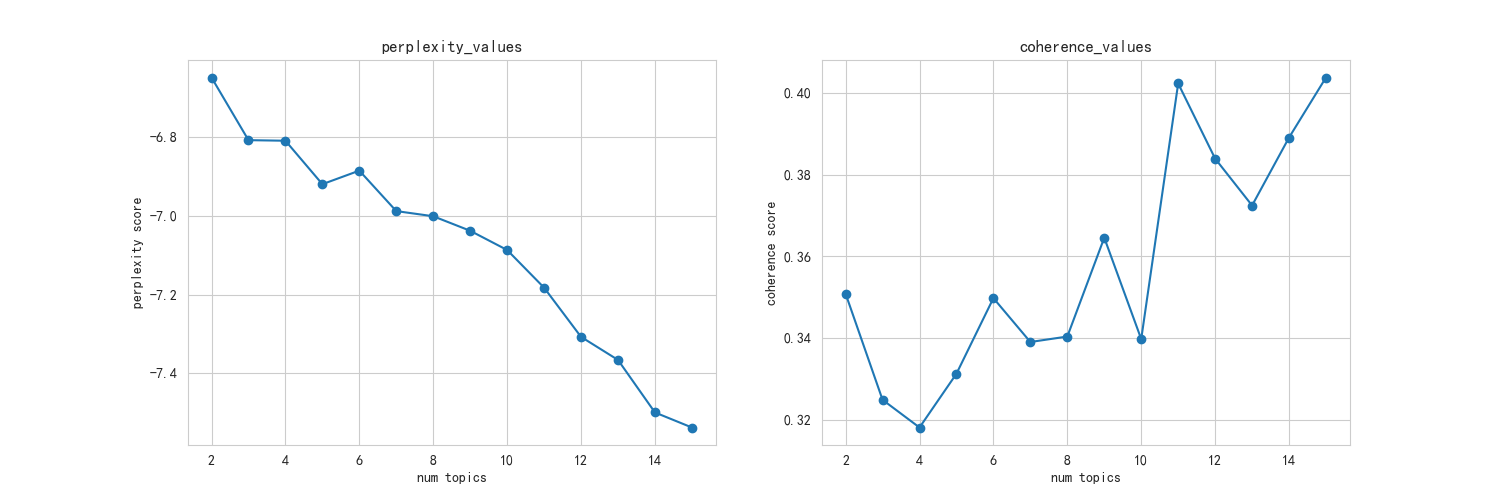 perplexity_values
perplexity score
-6.8
-7.0
-7.2
-7.4
2 4 6 8 10 12 14
num topics
coherence_values
coherence score
0.40
0.38
0.36
0.34
0.32
2 4 6 8 10 12 14
num topics